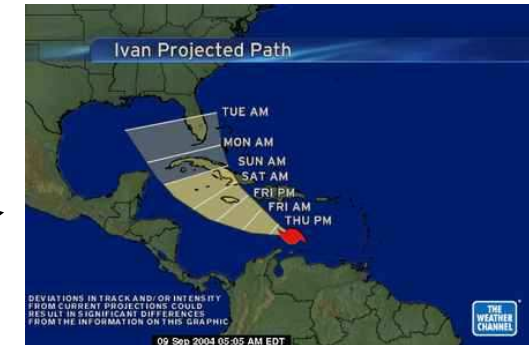 Ivan Projected Path
TUE AM
MON AM
SUN AM
SAT AM
FRI PM
FRI AM
THU PM
DEVIATIONS IN TRACK AND/OR INTENSITY
FROM CURRENT PROJECTIONS COULD
RESULT IN SIGNIFICANT DIFFERENCES
FROM THE INFORMATION ON THIS GRAPHIC
THE
WEATHER
CHANNEL
09 Sep 2004 05:05 AM EDT